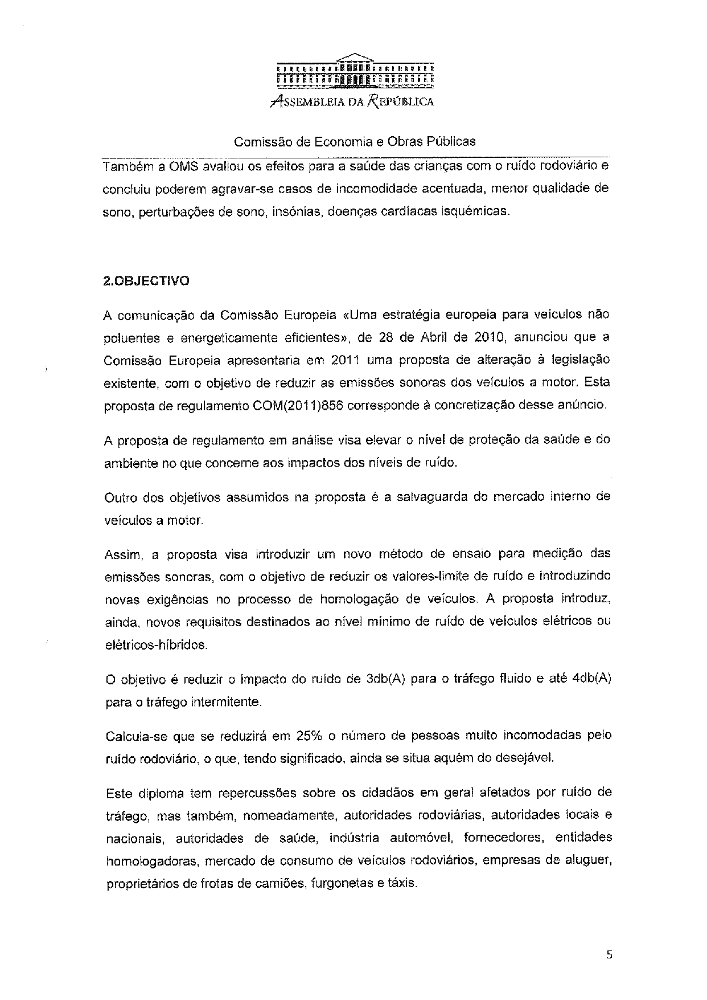 ASSEMBLEIA DA REPÚBLICA
Comissão de Economia e Obras Públicas
Também a OMS avaliou os efeitos para a saúde das crianças com o ruído rodoviário e
concluiu poderem agravar-se casos de incomodidade acentuada, menor qualidade de
sono, perturbações de sono, insónias, doenças cardíacas isquémicas.
2.OBJECTIVO
A comunicação da Comissão Europeia «Uma estratégia europeia para veículos não
poluentes e energeticamente eficientes», de 28 de Abril de 2010, anunciou que a
Comissão Europeia apresentaria em 2011 uma proposta de alteração à legislação
existente, com o objetivo de reduzir as emissões sonoras dos veículos a motor. Esta
proposta de regulamento COM(2011)856 corresponde à concretização desse anúncio.
A proposta de regulamento em análise visa elevar o nível de proteção da saúde e do
ambiente no que concerne aos impactos dos níveis de ruído.
Outro dos objetivos assumidos na proposta é a salvaguarda do mercado interno de
veículos a motor.
Assim, a proposta visa introduzir um novo método de ensaio para medição das
emissões sonoras, com o objetivo de reduzir os valores-limite de ruído e introduzindo
novas exigências no processo de homologação de veículos. A proposta introduz,
ainda, novos requisitos destinados ao nível mínimo de ruído de veículos elétricos ou
elétricos-híbridos.
O objetivo é reduzir o impacto do ruído de 3db(A) para o tráfego fluido e até 4db(A)
para o tráfego intermitente.
Calcula-se que se reduzirá em 25% o número de pessoas muito incomodadas pelo
ruído rodoviário, o que, tendo significado, ainda se situa aquém do desejável.
Este diploma tem repercussões sobre os cidadãos em geral afetados por ruído de
tráfego, mas também, nomeadamente, autoridades rodoviárias, autoridades locais e
nacionais, autoridades de saúde, indústria automóvel, fornecedores, entidades
homologadoras, mercado de consumo de veículos rodoviários, empresas de aluguer,
proprietários de frotas de camiões, furgonetas e táxis.
5